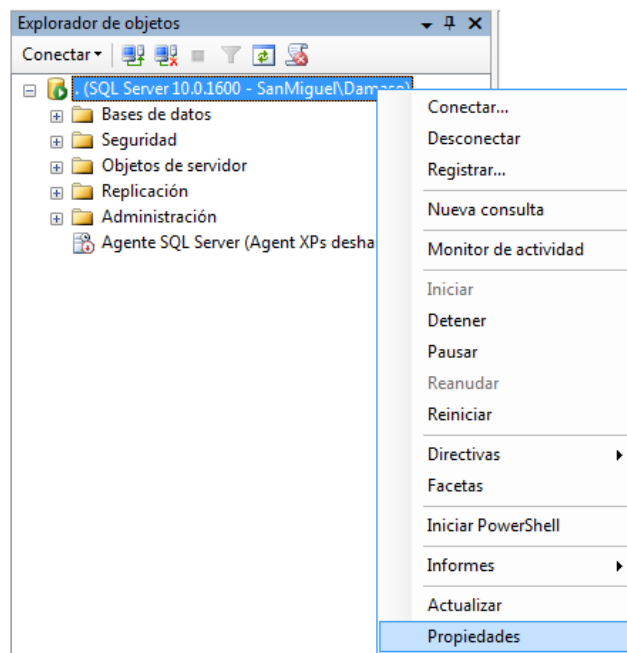 Explorador de objetos
Conectar
. (SQL Server 10.0.1600 - SanMiguel\Damaso)
Bases de datos
Seguridad
Objetos de servidor
Replicación
Administración
Agente SQL Server (Agent XPs desha
Conectar...
Desconectar
Registrar...
Nueva consulta
Monitor de actividad
Iniciar
Detener
Pausar
Reanudar
Reiniciar
Directivas
Facetas
Iniciar PowerShell
Informes
Actualizar
Propiedades